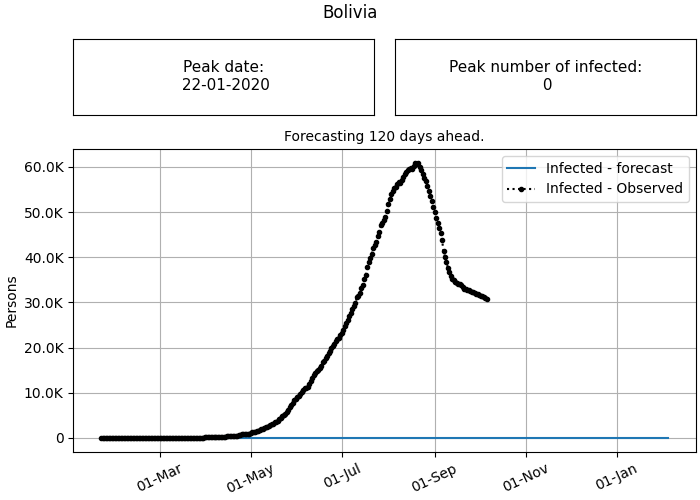 Bolivia
Peak date:
22-01-2020
Peak number of infected:
0
Forecasting 120 days ahead.
Infected - forecast
Infected - Observed
Persons
60.0K
50.0K
40.0K
30.0K
20.0K
10.0K
0
01-Mar
01-May
01-Jul
01-Sep
01-Nov
01-Jan